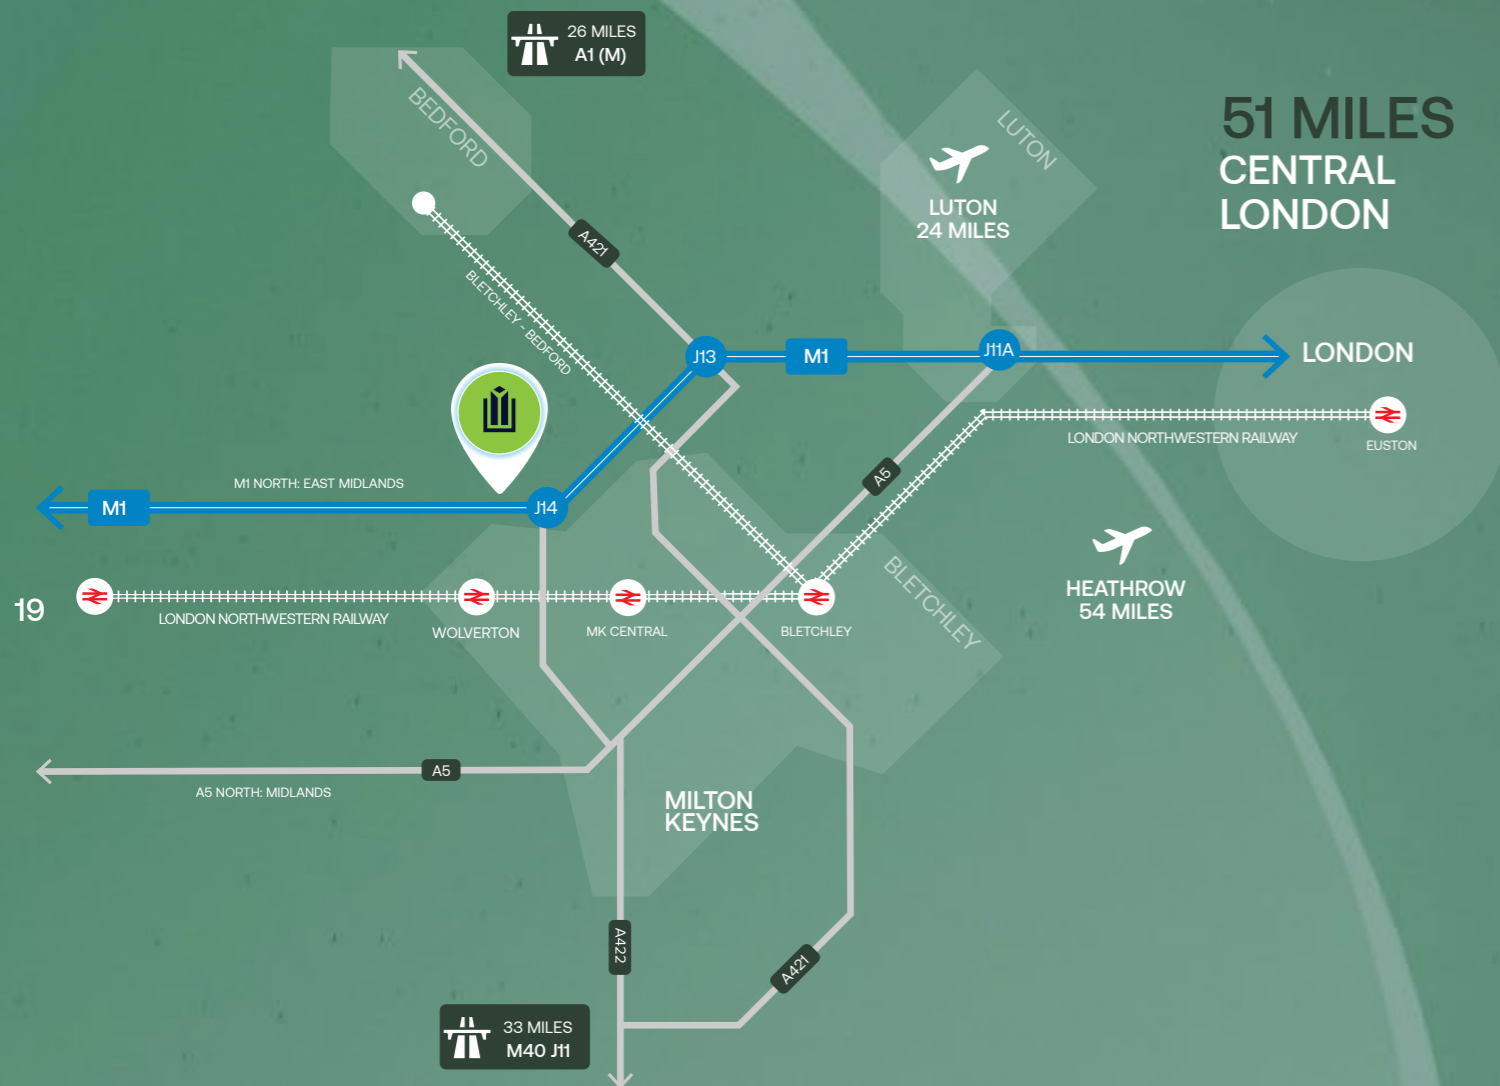 26 MILES
A1 (M)
BEDFORD
LUTON
51 MILES
CENTRAL
LONDON
LUTON
24 MILES
A421
BLETCHLEY - BEDFORD
J13
M1
J11A
LONDON
LONDON NORTHWESTERN RAILWAY
EUSTON
A5
M1 NORTH: EAST MIDLANDS
M1
J14
HEATHROW
54 MILES
BLETCHLEY
19
LONDON NORTHWESTERN RAILWAY
WOLVERTON
MK CENTRAL
BLETCHLEY
A5
A5 NORTH: MIDLANDS
MILTON
KEYNES
A422
A421
33 MILES
M40 J11